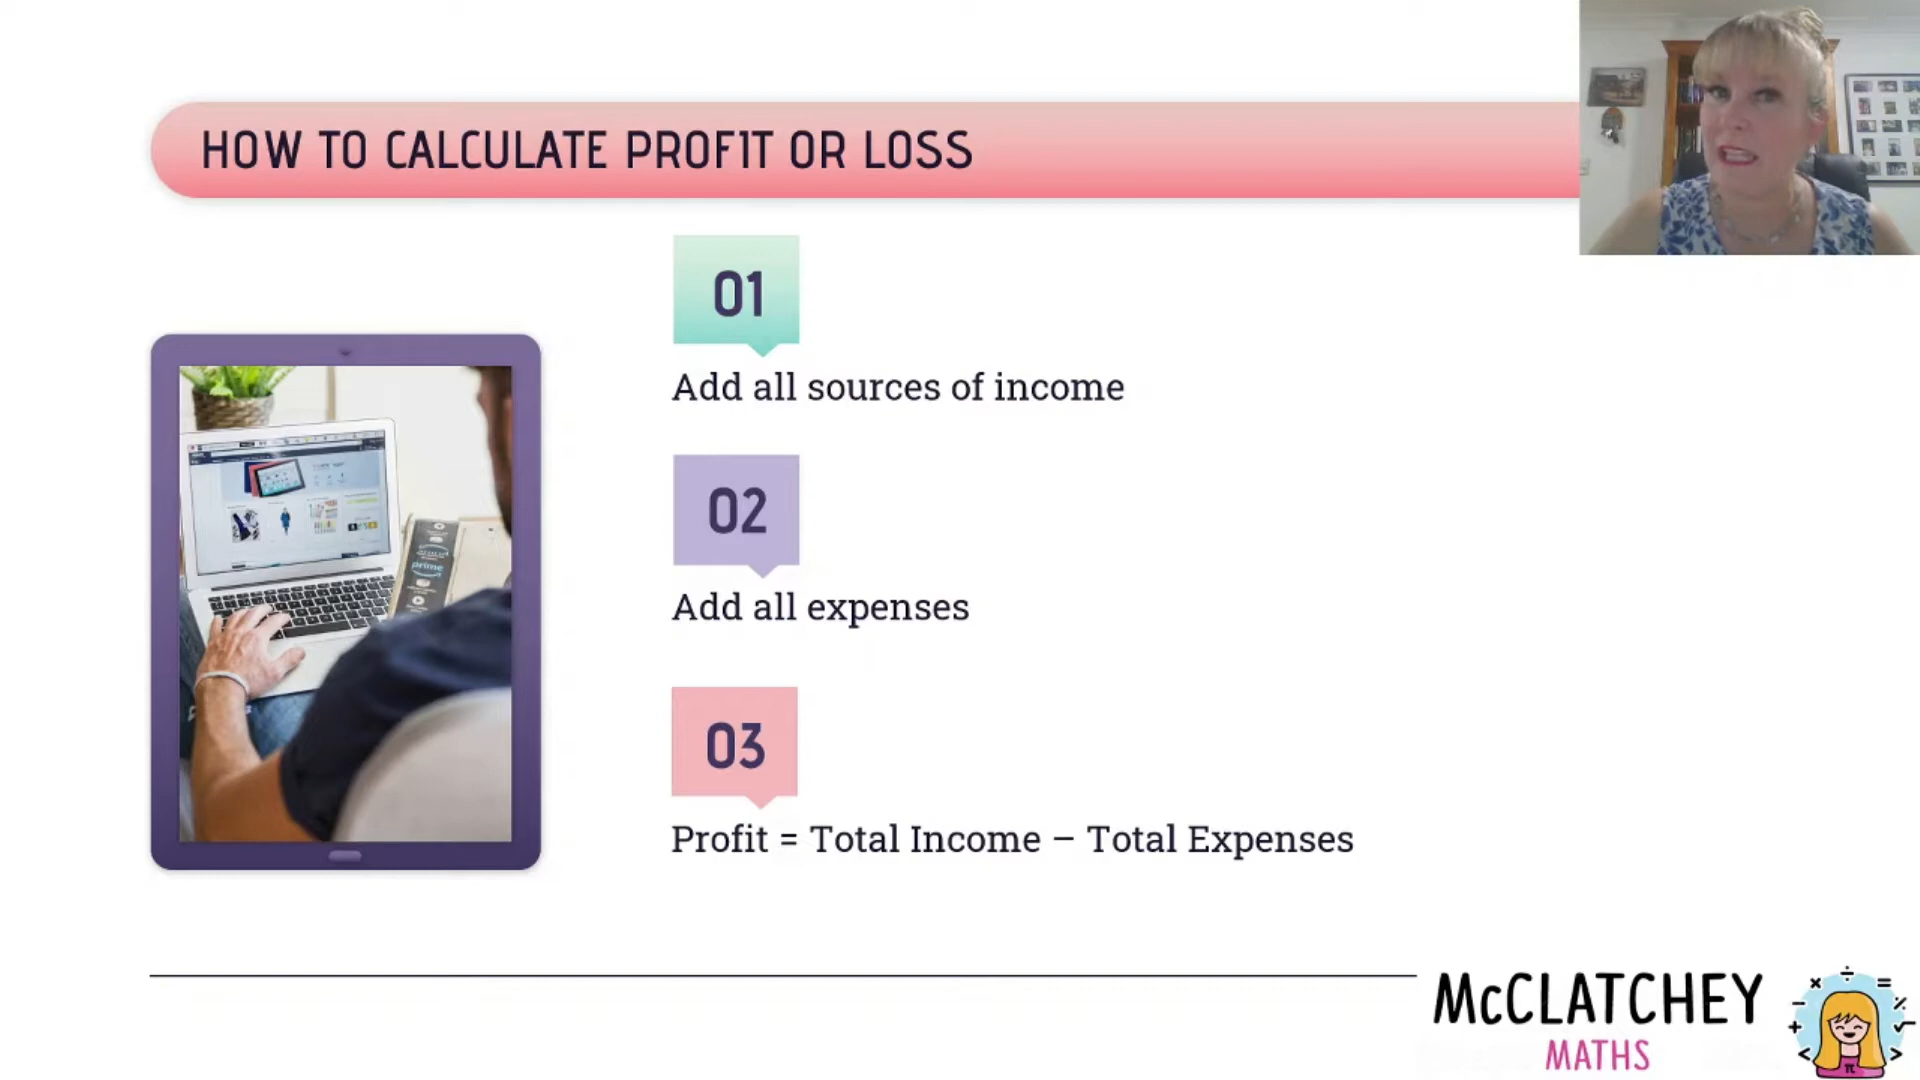 HOW TO CALCULATE PROFIT OR LOSS
01
Add all sources of income
02
Add all expenses
03
Profit = Total Income – Total Expenses
prime
McCLATCHEY
MATHS
× ÷ =
− %
+ √
< π >